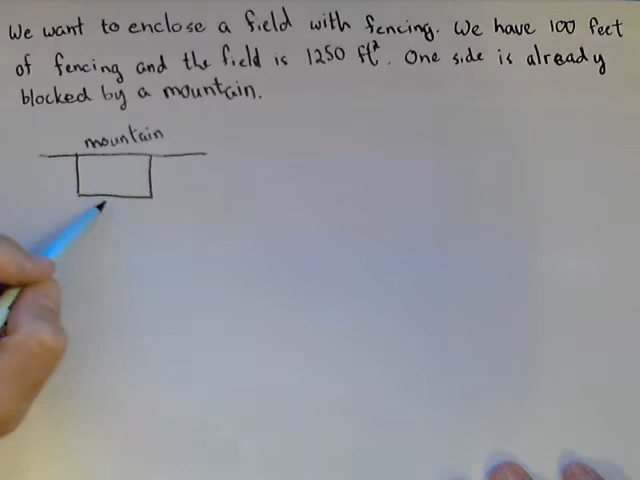 We want to enclose a field with fencing. We have 100 feet
of fencing and the field is 1250 ft². One side is already
blocked by a mountain.
mountain